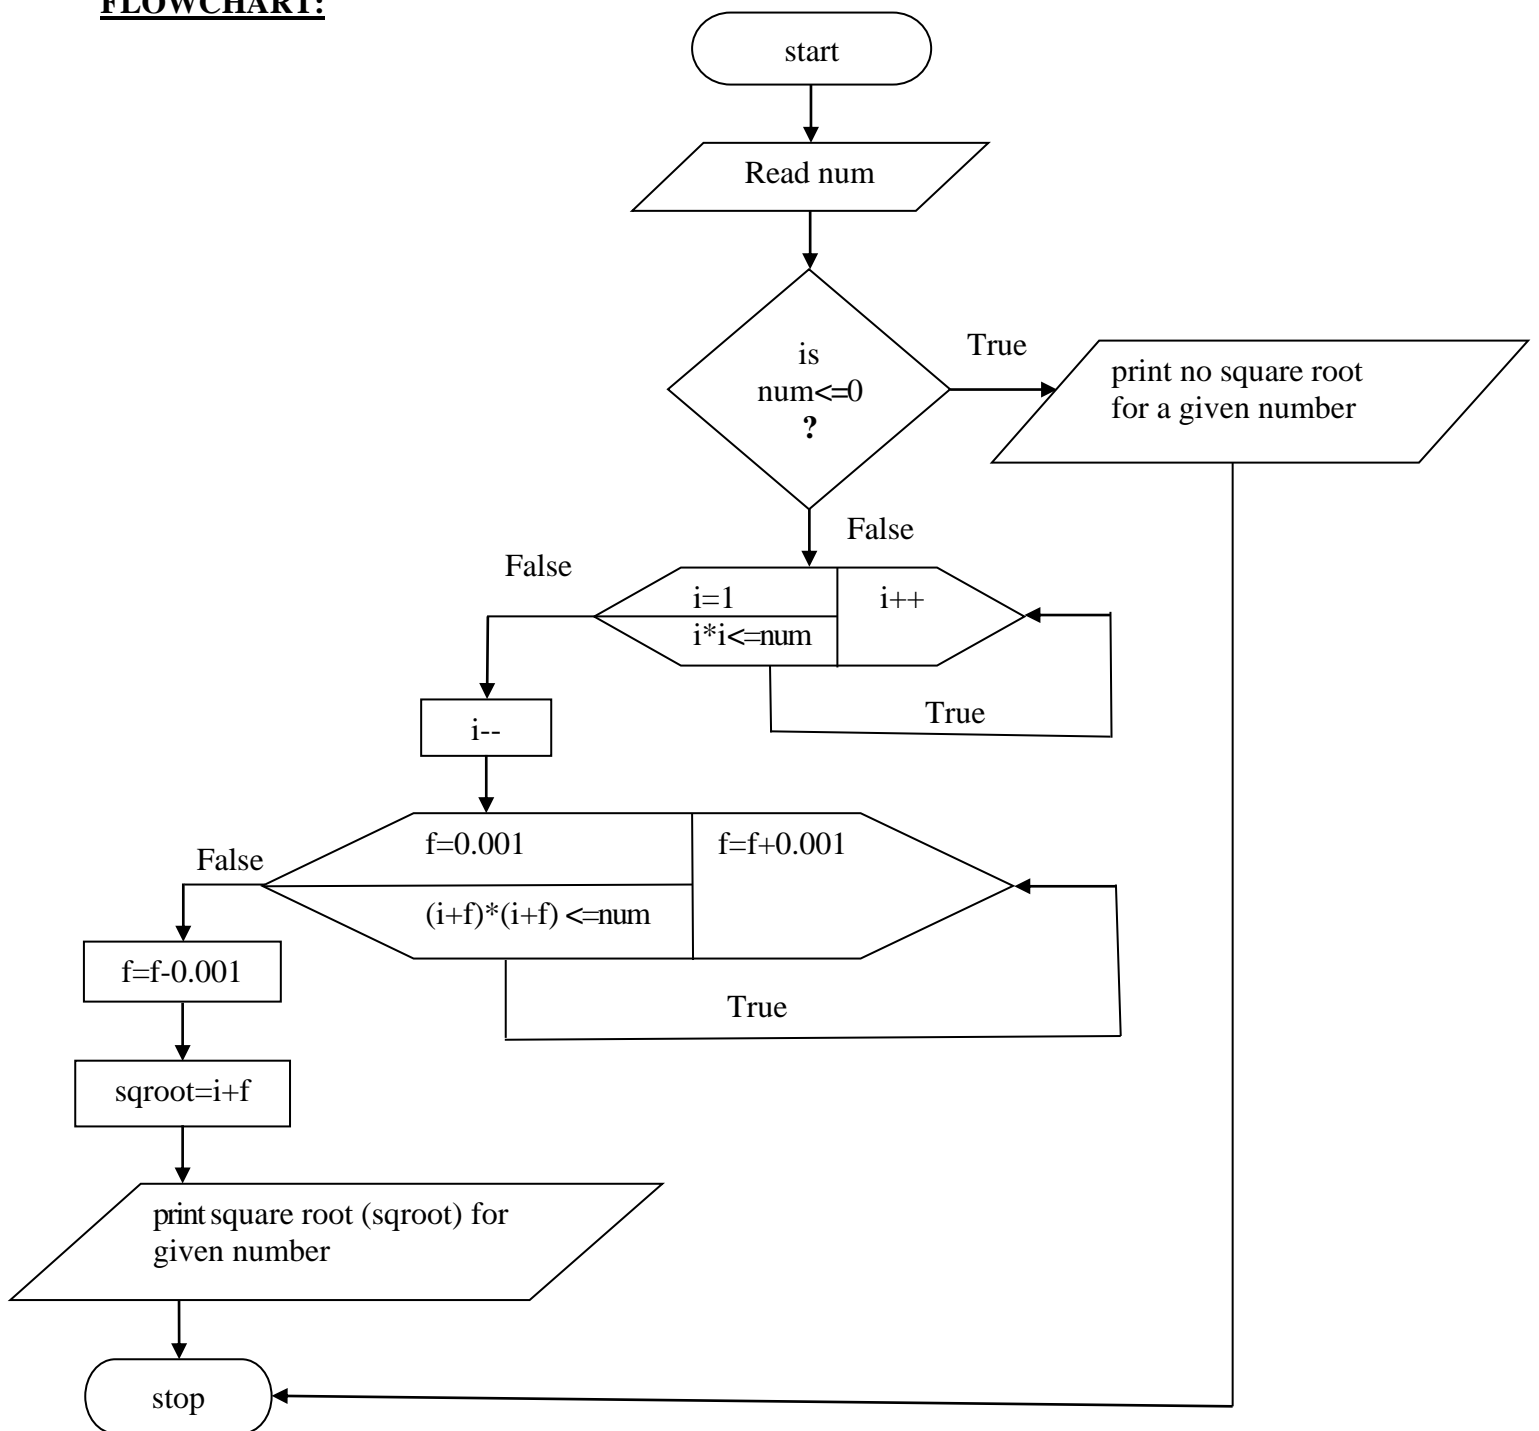 FLOWCHART:
start
Read num
is
num<=0
?
True
print no square root
for a given number
False
False
i=1
i++
i*i<=num
True
i--
f=0.001
f=f+0.001
False
(i+f)*(i+f) <=num
f=f-0.001
True
sqroot=i+f
print square root (sqroot) for
given number
stop